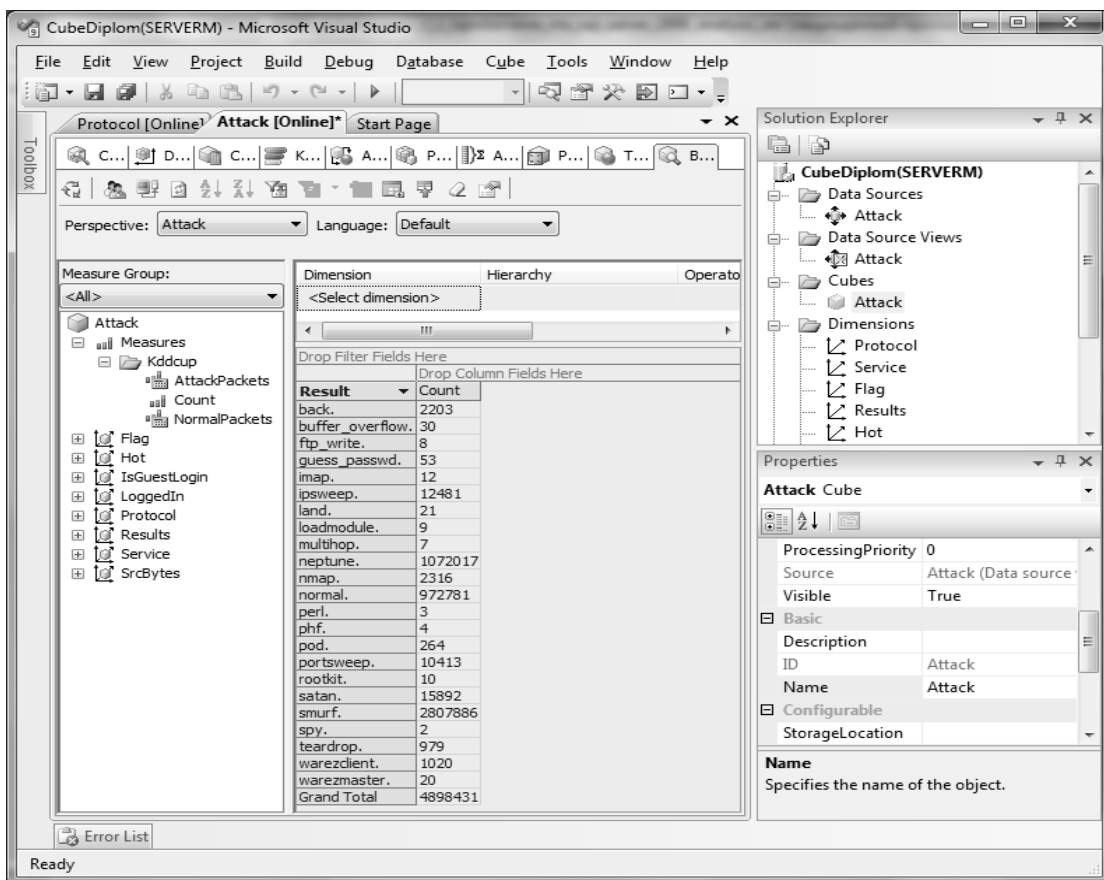 CubeDiplom(SERVERM) - Microsoft Visual Studio
File Edit View Project Build Debug Database Cube Tools Window Help
Toolbox
Protocol [Online] Attack [Online]* Start Page
C... D... C... K... A... P... A... P... T... B...
Perspective: Attack Language: Default
Measure Group:
<All>
Attack
Measures
Kddcup
AttackPackets
Count
NormalPackets
Flag
Hot
IsGuestLogin
LoggedIn
Protocol
Results
Service
SrcBytes
Dimension Hierarchy Operato
<Select dimension>
Drop Filter Fields Here
Drop Column Fields Here
Result Count
back. 2203
buffer_overflow. 30
ftp_write. 8
guess_passwd. 53
imap. 12
ipsweep. 12481
land. 21
loadmodule. 9
multihop. 7
neptune. 1072017
nmap. 2316
normal. 972781
perl. 3
phf. 4
pod. 264
portsweep. 10413
rootkit. 10
satan. 15892
smurf. 2807886
spy. 2
teardrop. 979
warezclient. 1020
warezmaster. 20
Grand Total 4898431
Solution Explorer
CubeDiplom(SERVERM)
Data Sources
Attack
Data Source Views
Attack
Cubes
Attack
Dimensions
Protocol
Service
Flag
Results
Hot
Properties
Attack Cube
ProcessingPriority 0
Source Attack (Data source
Visible True
Basic
Description
ID Attack
Name Attack
Configurable
StorageLocation
Name
Specifies the name of the object.
Error List
Ready